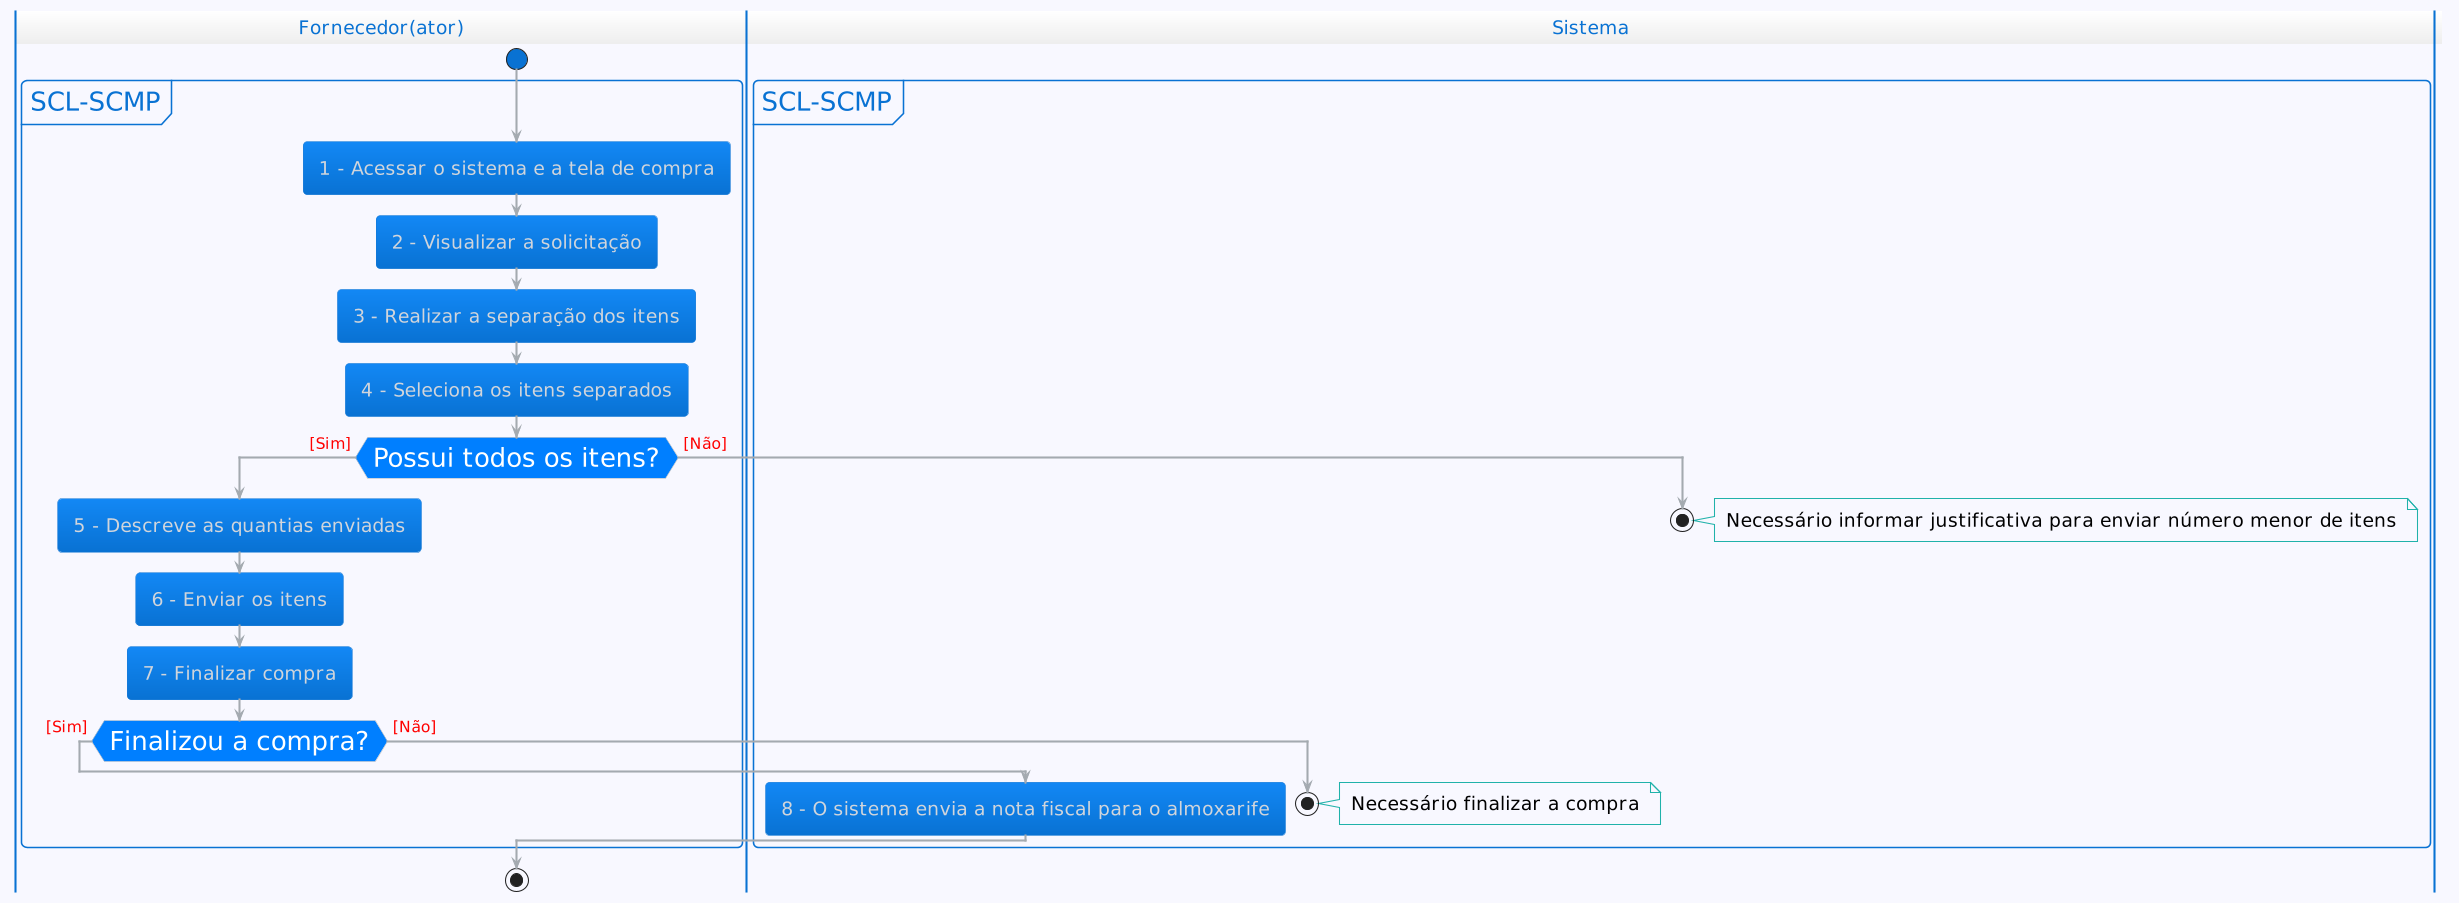 Fornecedor(ator)
Sistema
SCL-SCMP
SCL-SCMP
1 - Acessar o sistema e a tela de compra
2 - Visualizar a solicitação
3 - Realizar a separação dos itens
4 - Seleciona os itens separados
[Sim]
Possui todos os itens?
[Não]
5 - Descreve as quantias enviadas
Necessário informar justificativa para enviar número menor de itens
6 - Enviar os itens
7 - Finalizar compra
[Sim]
Finalizou a compra?
[Não]
8 - O sistema envia a nota fiscal para o almoxarife
Necessário finalizar a compra